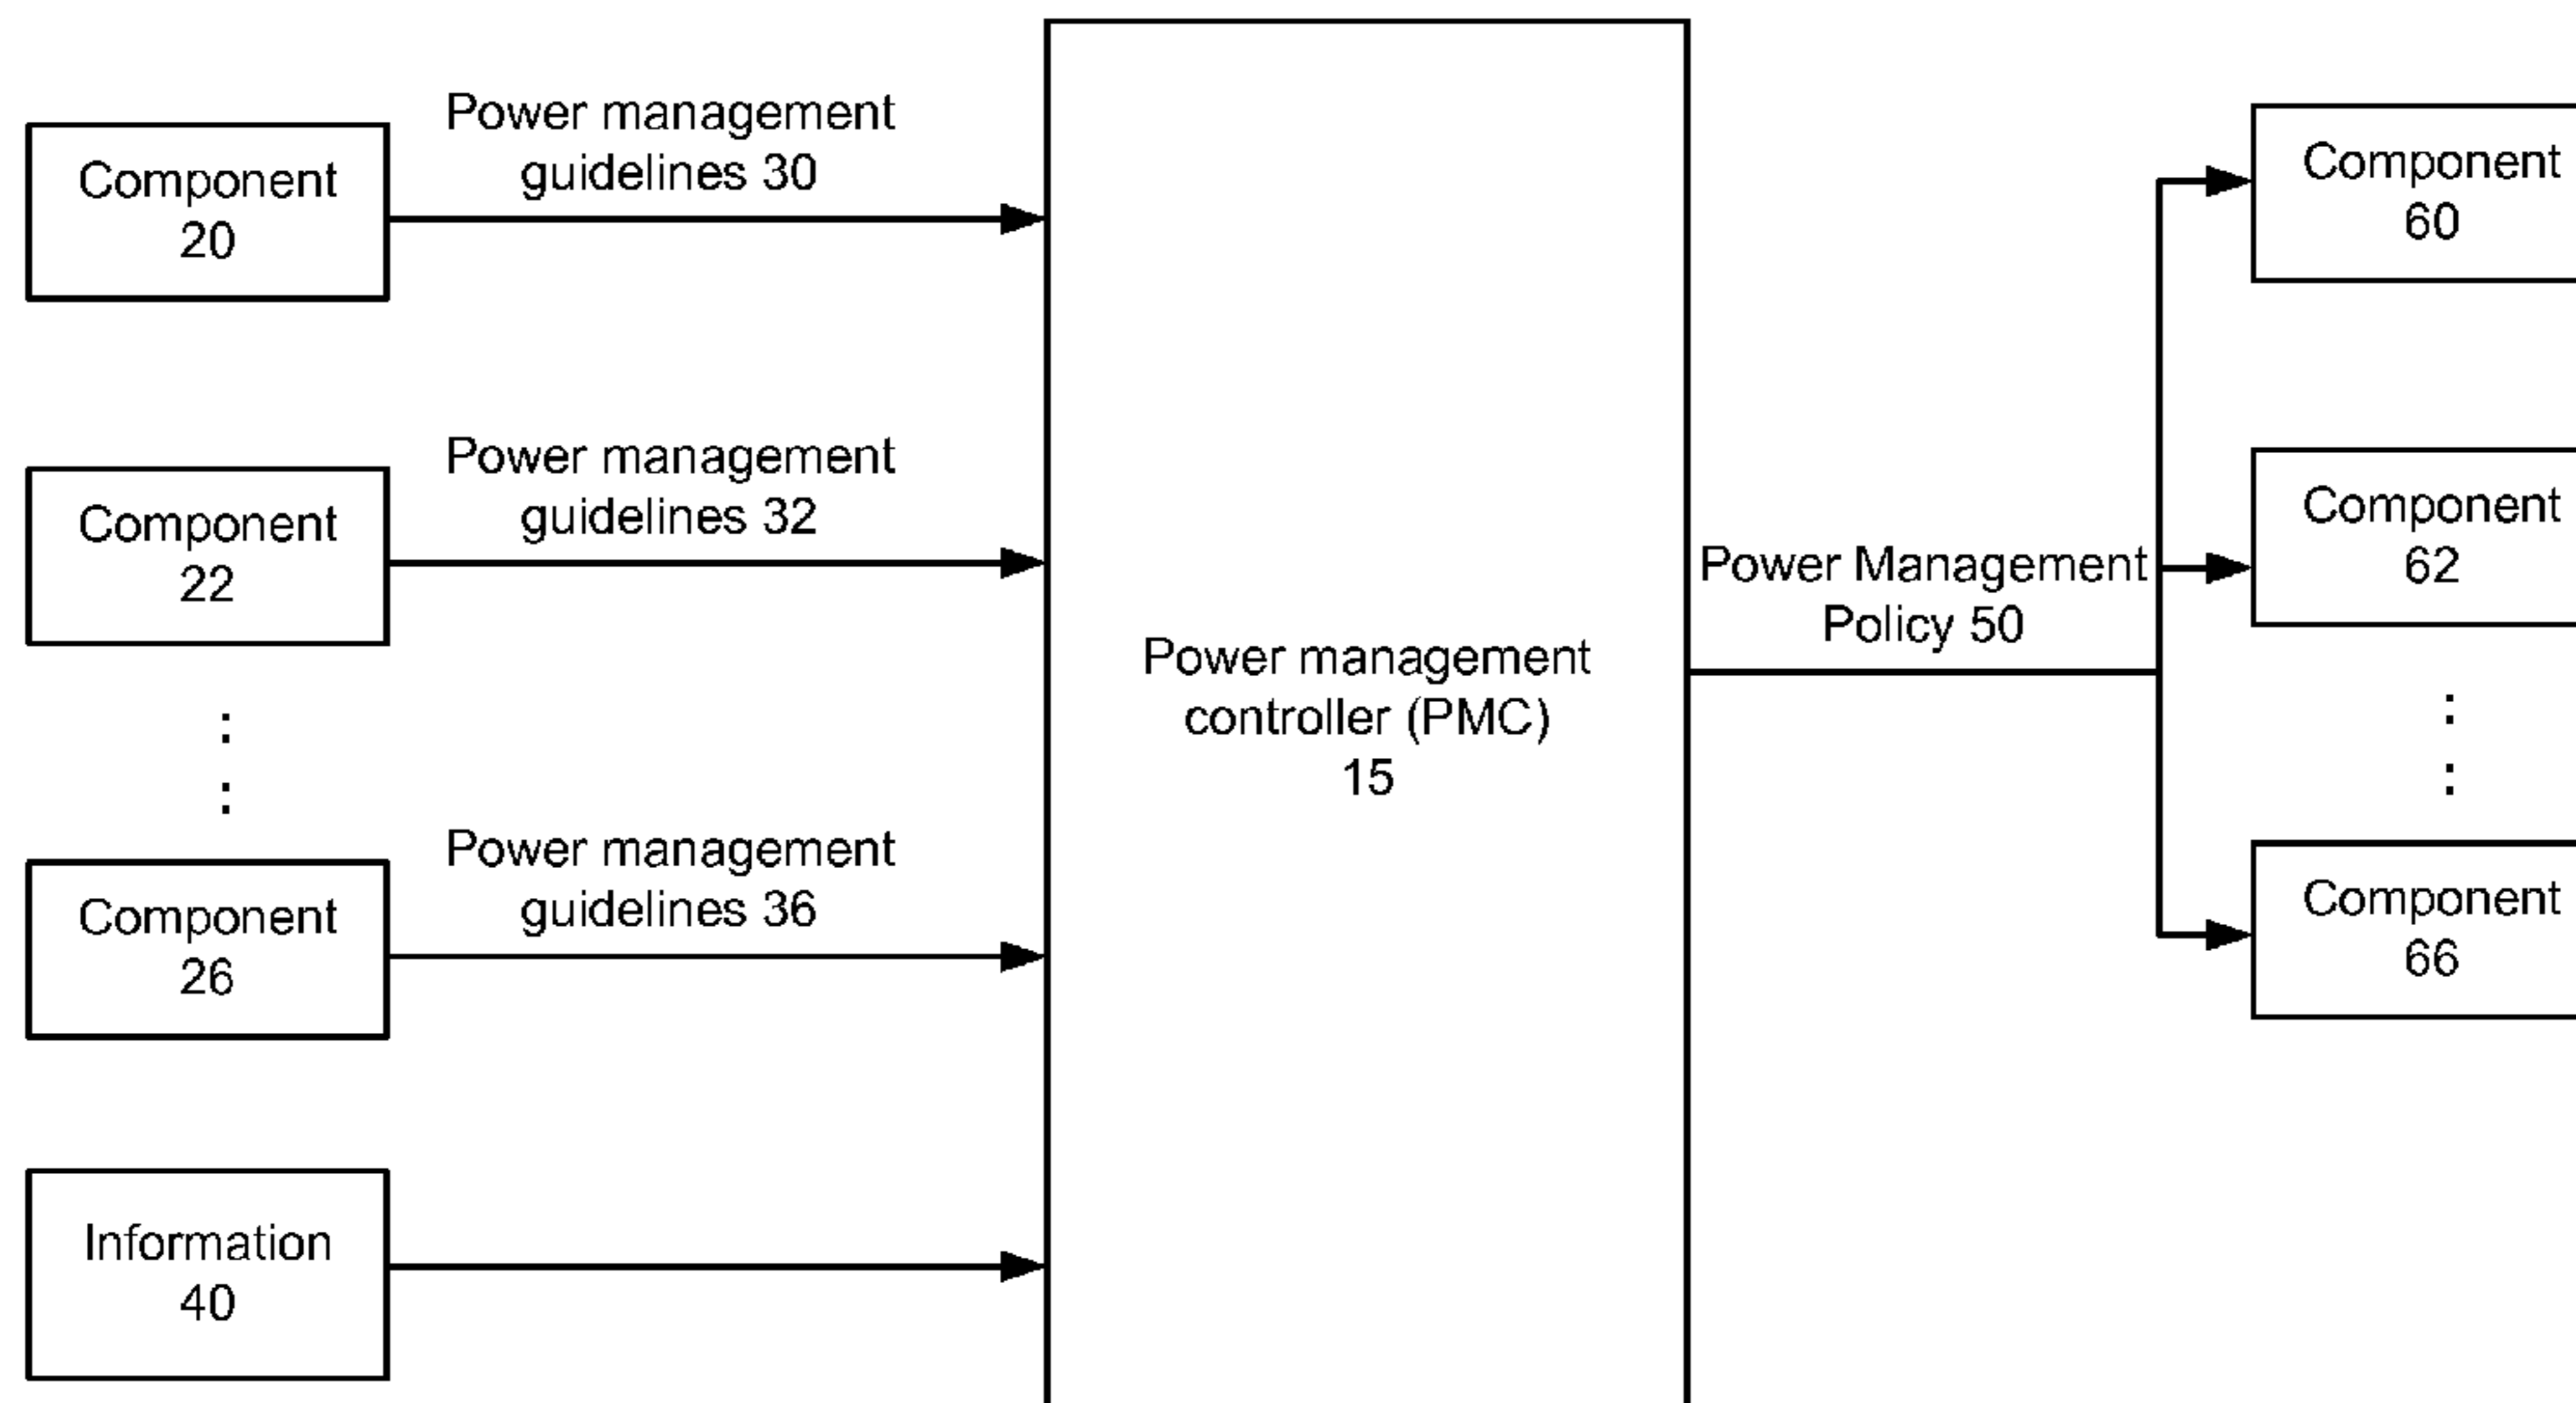 Component
20
Power management
guidelines 30
Component
22
Power management
guidelines 32
:
:
Component
26
Power management
guidelines 36
Information
40
Power management
controller (PMC)
15
Power Management
Policy 50
Component
60
Component
62
:
:
Component
66